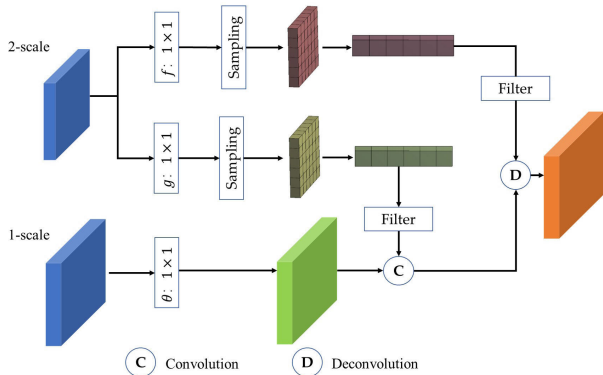 2-scale
f: 1 × 1
Sampling
Filter
g: 1 × 1
Sampling
D
1-scale
Filter
θ: 1 × 1
C
C Convolution
D Deconvolution